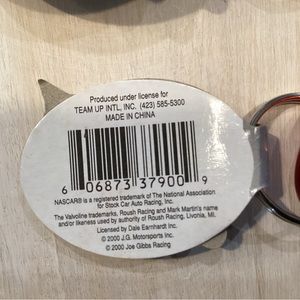 Produced under license for
TEAM UP INTL, INC. (423) 585-5300
MADE IN CHINA
6 06873 37900 9
NASCAR® is a registered trademark of The National Association
for Stock Car Auto Racing, Inc.
The Valvoline trademarks, Roush Racing and Mark Martin's name
and/or likeness used by authority of Roush Racing, Livonia, MI.
Licensed by Dale Earnhardt Inc.
© 2000 J.G. Motorsports Inc.
© 2000 Joe Gibbs Racing